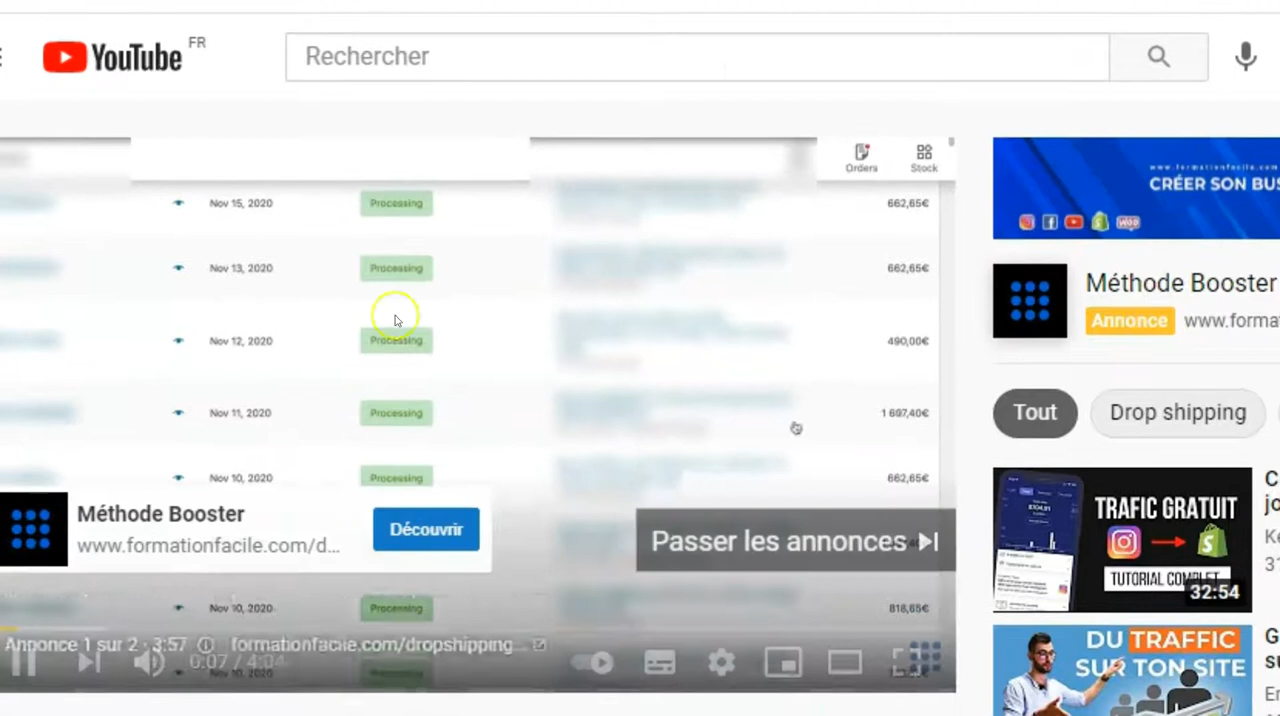 YouTube FR
Rechercher
Orders
Stock
Nov 15, 2020 Processing 662,65€
Nov 13, 2020 Processing 662,65€
Nov 12, 2020 Processing 490,00€
Nov 11, 2020 Processing 1 697,40€
Nov 10, 2020 Processing 662,65€
Méthode Booster
www.formationfacile.com/d...
Découvrir
Passer les annonces
Nov 10, 2020 Processing 818,65€
Annonce 1 sur 2 · 3:57 formationfacile.com/dropshipping...
0:07 / 4:04
Nov 10, 2020 Processing
www.formationfacile.com
CRÉER SON BUS
Méthode Booster
Annonce www.format
Tout
Drop shipping
TRAFIC GRATUIT
TUTORIAL COMPLET
32:54
DU TRAFFIC
SUR TON SITE